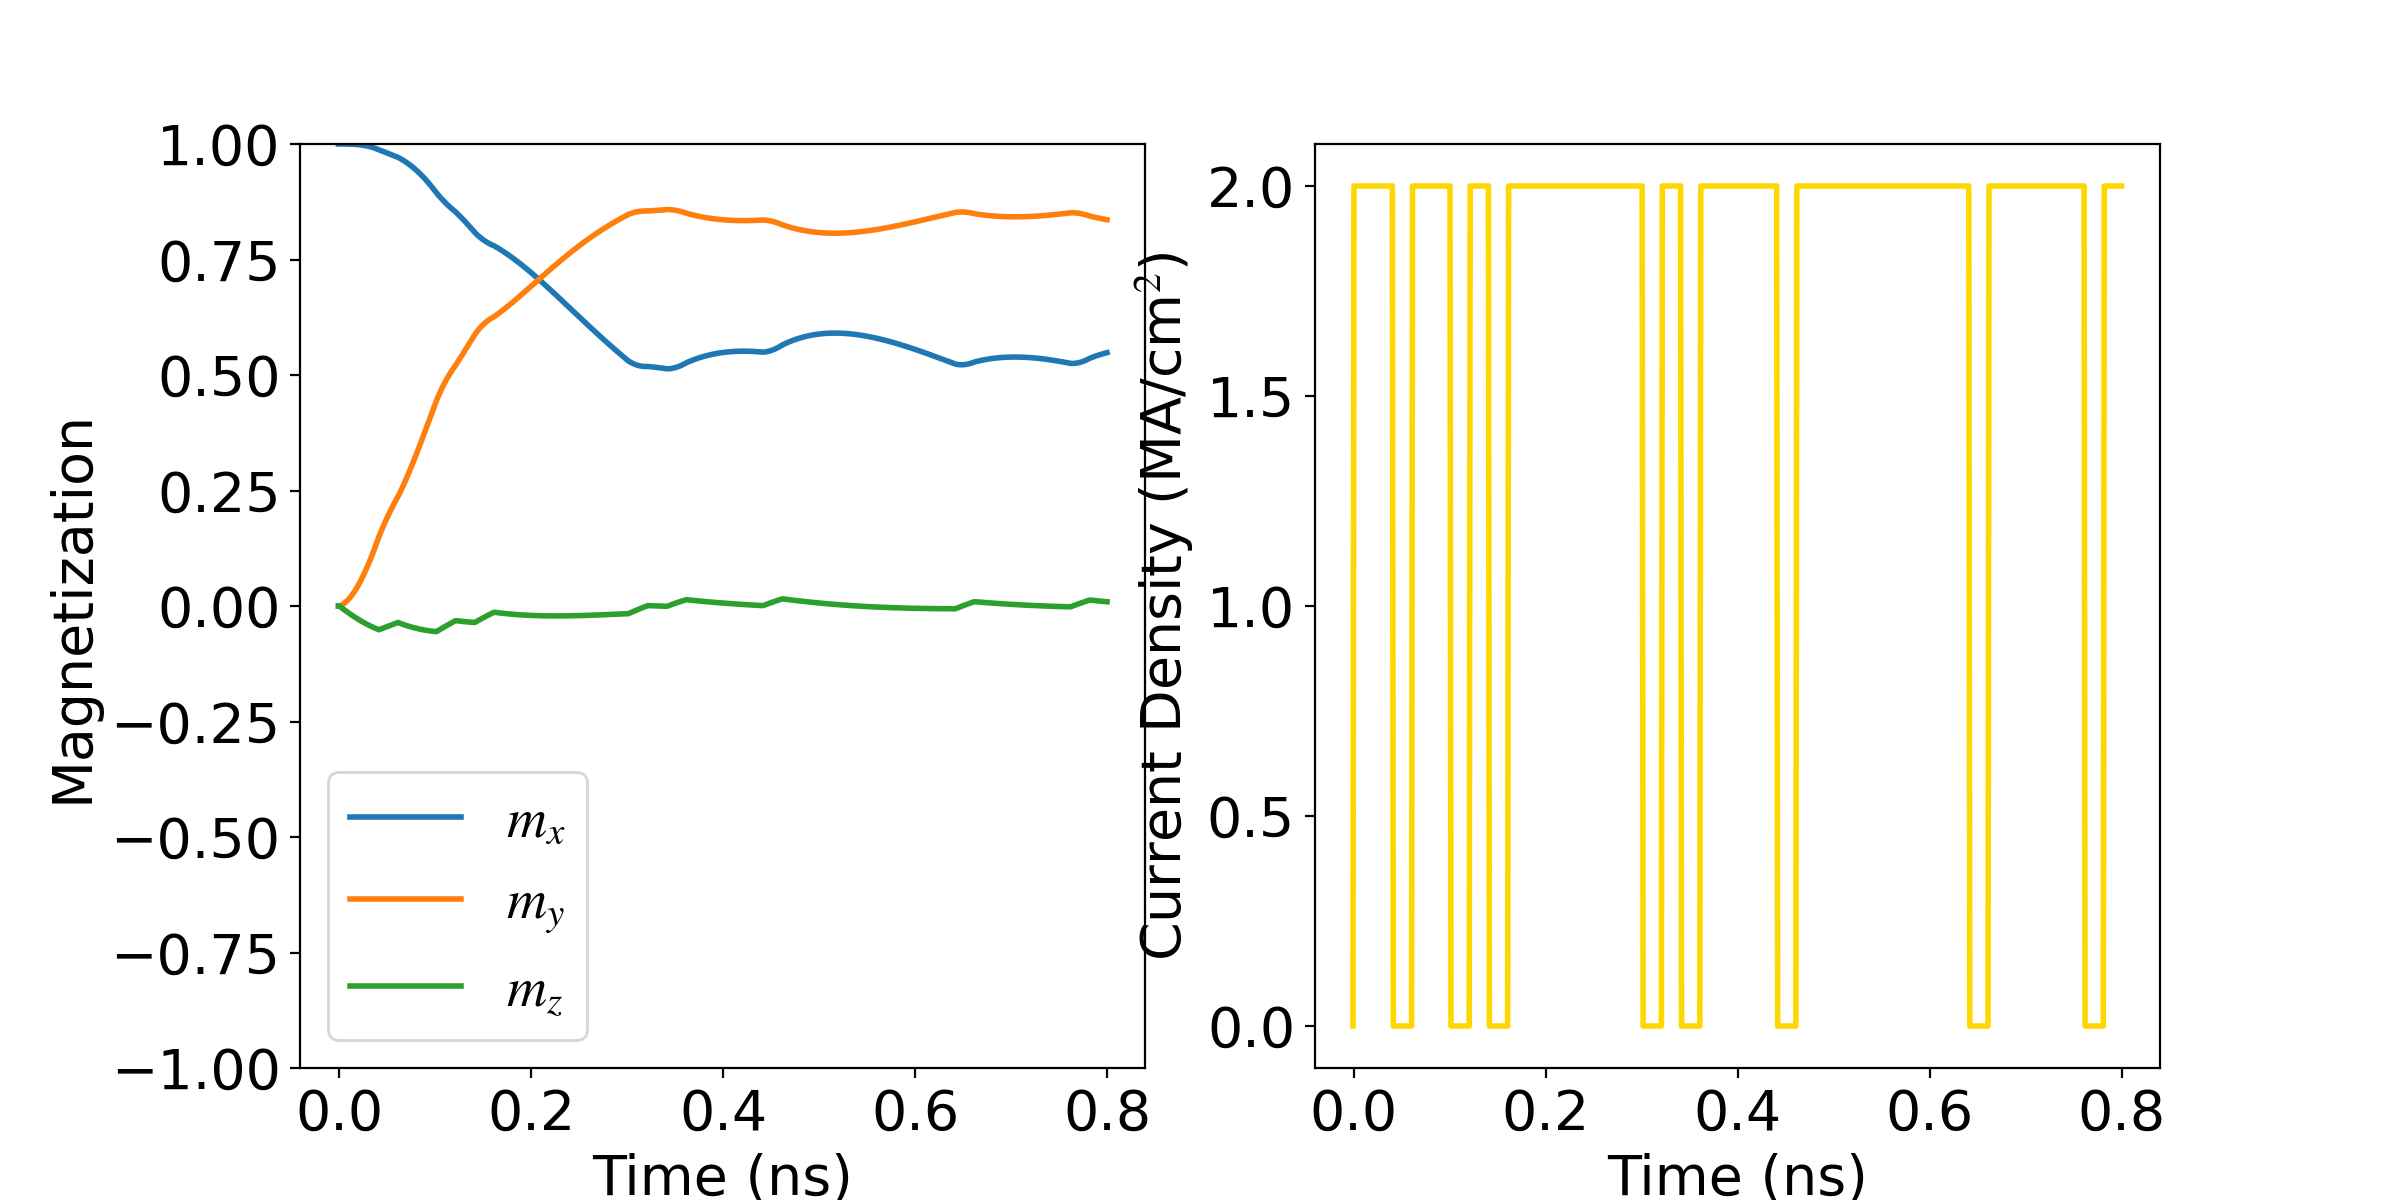 1.00
0.75
0.50
0.25
0.00
−0.25
−0.50
−0.75
−1.00
Magnetization
m_x
m_y
m_z
0.0 0.2 0.4 0.6 0.8
Time (ns)
2.0
1.5
1.0
0.5
0.0
Current Density (MA/cm²)
0.0 0.2 0.4 0.6 0.8
Time (ns)